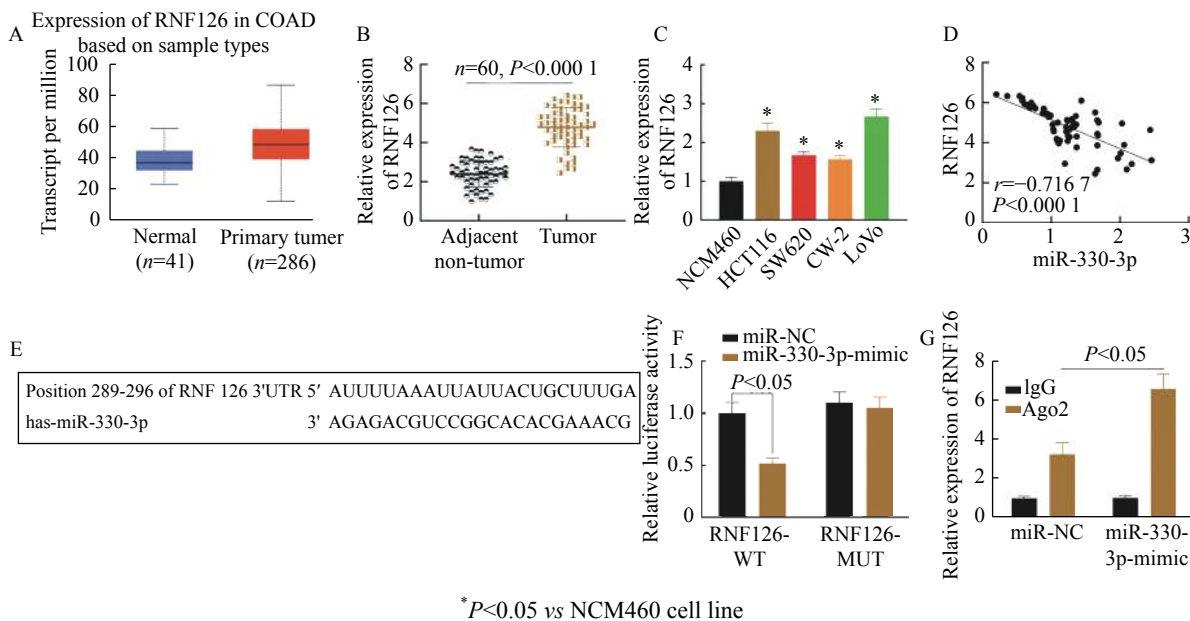 A
Expression of RNF126 in COAD
based on sample types
Transcript per million
100
80
60
40
20
0
Nermal
(n=41)
Primary tumer
(n=286)
B
n=60, P<0.000 1
Relative expression
of RNF126
8
6
4
2
0
Adjacent
non-tumor
Tumor
C
Relative expression
of RNF126
4
3
2
1
0
*
*
*
*
NCM460
HCT116
SW620
CW-2
LoVo
D
RNF126
8
6
4
2
0
r=−0.716 7
P<0.000 1
0
1
2
3
miR-330-3p
E
Position 289-296 of RNF 126 3'UTR 5' AUUUUAAAUUAUUACUGCUUUGA
has-miR-330-3p 3' AGAGACGUCCGGCACACGAAACG
F
miR-NC
miR-330-3p-mimic
Relative luciferase activity
1.5
1.0
0.5
0
P<0.05
RNF126-
WT
RNF126-
MUT
G
Relative expression of RNF126
8
6
4
2
0
P<0.05
IgG
Ago2
miR-NC
miR-330-
3p-mimic
*P<0.05 vs NCM460 cell line